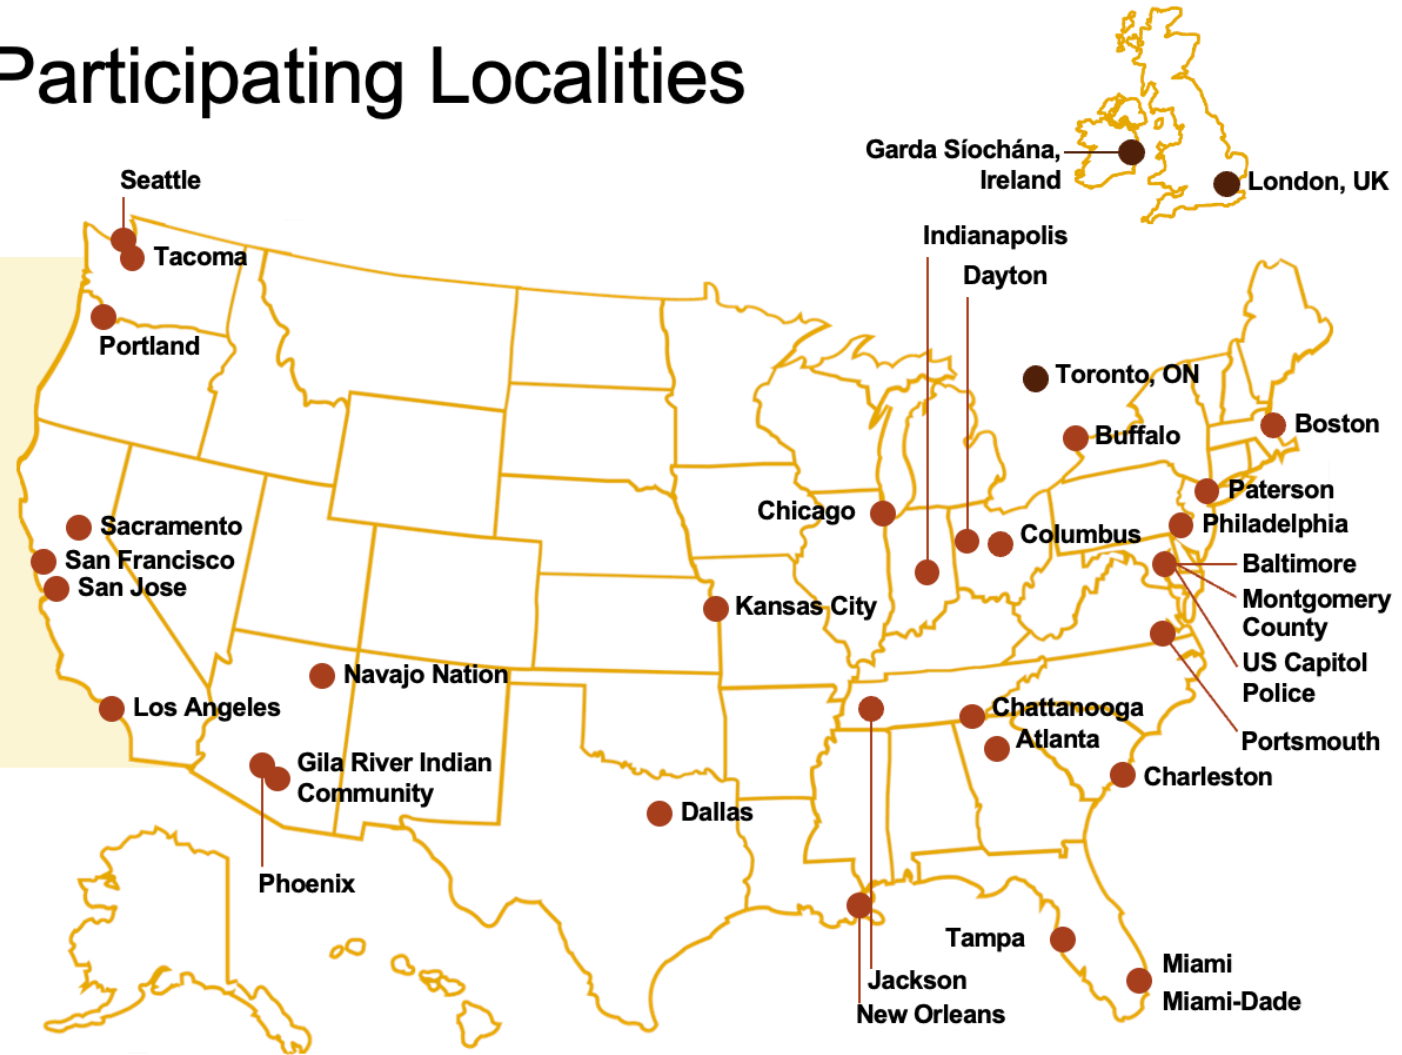 Participating Localities
Garda Síochána,
Ireland
London, UK
Seattle
Tacoma
Portland
Indianapolis
Dayton
Toronto, ON
Buffalo
Boston
Paterson
Philadelphia
Chicago
Columbus
Baltimore
Montgomery
County
US Capitol
Police
Portsmouth
Sacramento
San Francisco
San Jose
Kansas City
Navajo Nation
Los Angeles
Chattanooga
Atlanta
Charleston
Gila River Indian
Community
Dallas
Phoenix
Tampa
Miami
Miami-Dade
Jackson
New Orleans